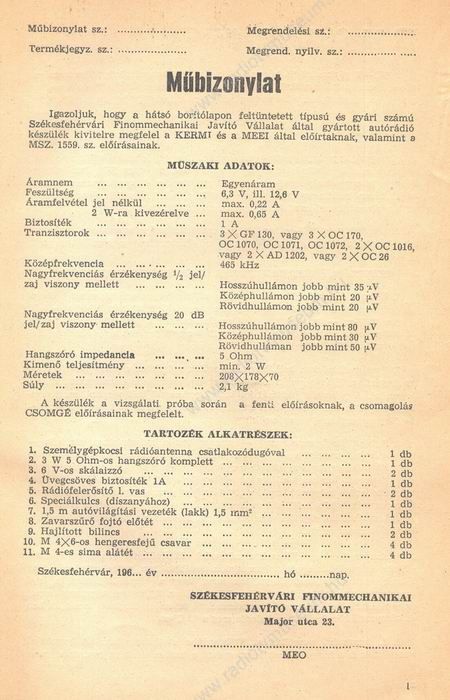 Műbizonylat sz.: .................... Megrendelési sz.: ...................
Termékjegyz. sz.: .................... Megrend. nyilv. sz.: ...................
Műbizonylat
Igazoljuk, hogy a hátsó borítólapon feltüntetett típusú és gyári számú
Székesfehérvári Finommechanikai Javító Vállalat által gyártott autórádió
készülék kivitelre megfelel a KERMI és a MEEI által előírtaknak, valamint a
MSZ. 1559. sz. előírásainak.
MŰSZAKI ADATOK:
Áramnem ... ... ... ... ... ... Egyenáram
Feszültség ... ... ... ... ... ... 6,3 V, ill. 12,6 V
Áramfelvétel jel nélkül ... ... ... max. 0,22 A
2 W-ra kivezérelve ... max. 0,65 A
Biztosíték ... ... ... ... ... ... 1 A
Tranzisztorok ... ... ... ... ... 3 × GF 130, vagy 3 × OC 170,
OC 1070, OC 1071, OC 1072, 2 × OC 1016,
vagy 2 × AD 1202, vagy 2 × OC 26
Középfrekvencia ... ... ... ... ... 465 kHz
Nagyfrekvenciás érzékenység ½ jel/
zaj viszony mellett ... ... ... ... Hosszúhullámon jobb mint 35 μV
Középhullámon jobb mint 20 μV
Rövidhullámon jobb mint 20 μV
Nagyfrekvenciás érzékenység 20 dB
jel/zaj viszony mellett ... ... ... Hosszúhullámon jobb mint 80 μV
Középhullámon jobb mint 30 μV
Rövidhullámán jobb mint 50 μV
Hangszóró impedancia ... ... ... 5 Ohm
Kimenő teljesítmény ... ... ... ... min. 2 W
Méretek ... ... ... ... ... ... ... 208×178×70
Súly ... ... ... ... ... ... ... ... 2,1 kg
A készülék a vizsgálati próba során a fenti előírásoknak, a csomagolás
CSOMGÉ előírásainak megfelelt.
TARTOZÉK ALKATRÉSZEK:
1. Személygépkocsi rádióantenna csatlakozódugóval ... ... ... ... 1 db
2. 3 W 5 Ohm-os hangszóró komplett ... ... ... ... ... ... ... 1 db
3. 6 V-os skálaizzó ... ... ... ... ... ... ... ... ... ... 2 db
4. Üvegcsöves biztosíték 1A ... ... ... ... ... ... ... ... 1 db
5. Rádiófelerősítő l. vas ... ... ... ... ... ... ... ... ... 2 db
6. Speciálkulcs (díszanyához) ... ... ... ... ... ... ... ... 1 db
7. 1,5 m autóvilágítási vezeték (lakk) 1,5 mm² ... ... ... ... ... 1 db
8. Zavarszűrő fojtó előtét ... ... ... ... ... ... ... ... ... 1 db
9. Hajlított bilincs ... ... ... ... ... ... ... ... ... ... 2 db
10. M 4×6-os hengeresfejű csavar ... ... ... ... ... ... ... 4 db
11. M 4-es sima alátét ... ... ... ... ... ... ... ... ... ... 4 db
Székesfehérvár, 196... év .................................... hó .........nap.
SZÉKESFEHÉRVÁRI FINOMMECHANIKAI
JAVÍTÓ VÁLLALAT
Major utca 23.
................................................
MEO
1